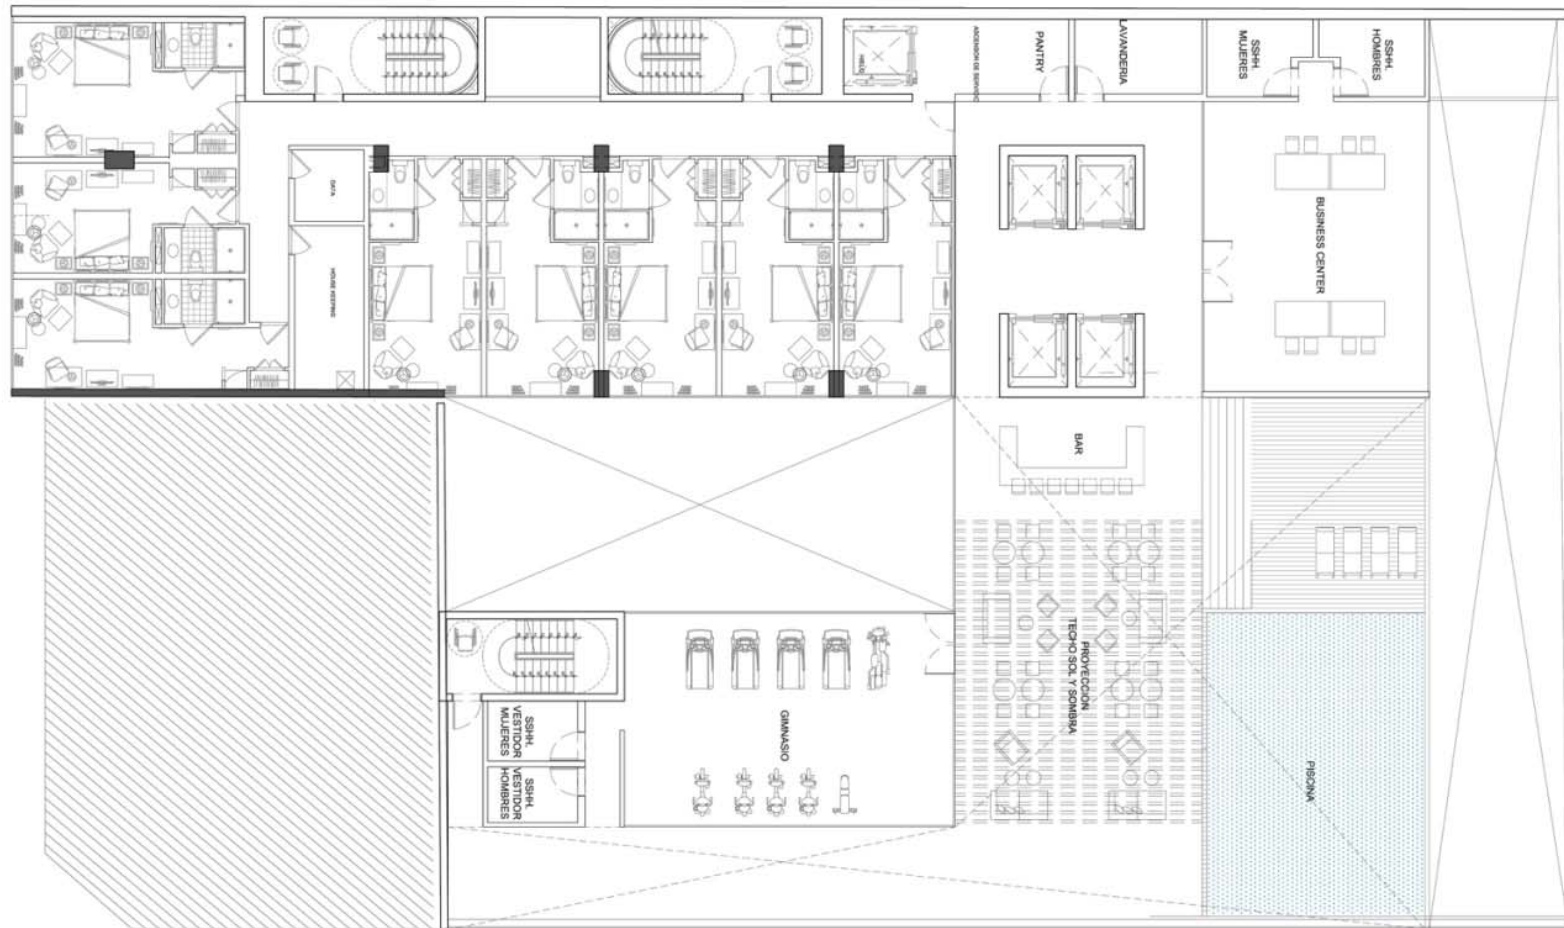 ASCENSOR DE SERVICIO
HIELO
PANTRY
LAVANDERIA
SSHH.
MUJERES
SSHH.
HOMBRES
DATA
HOUSE KEEPING
BUSINESS CENTER
BAR
PROYECCION
TECHO SOL Y SOMBRA
GIMNASIO
SSHH.
VESTIDOR
MUJERES
SSHH.
VESTIDOR
HOMBRES
PISCINA